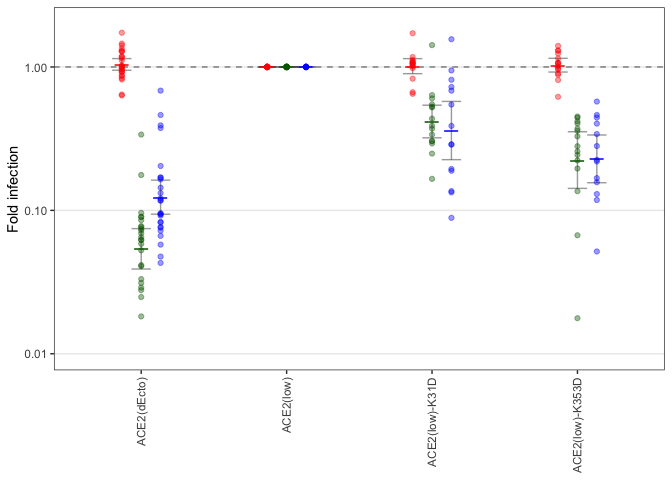 Fold infection
1.00
0.10
0.01
ACE2(dEcto)
ACE2(low)
ACE2(low)-K31D
ACE2(low)-K353D